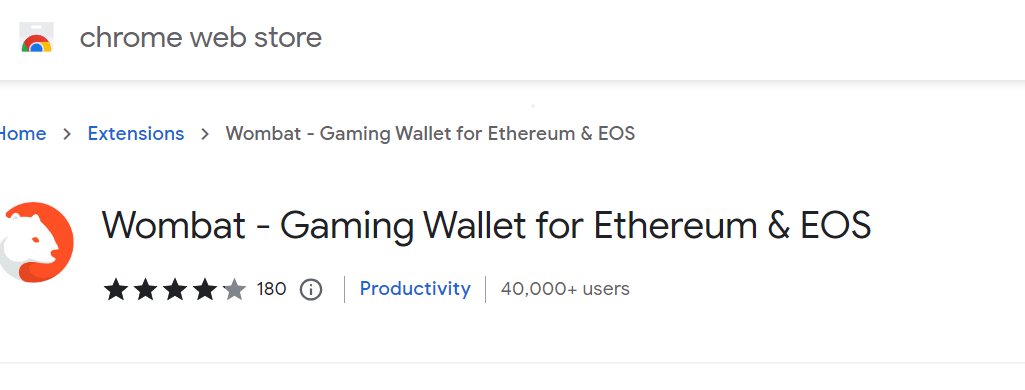 chrome web store
Home > Extensions > Wombat - Gaming Wallet for Ethereum & EOS
Wombat - Gaming Wallet for Ethereum & EOS
180 Productivity 40,000+ users